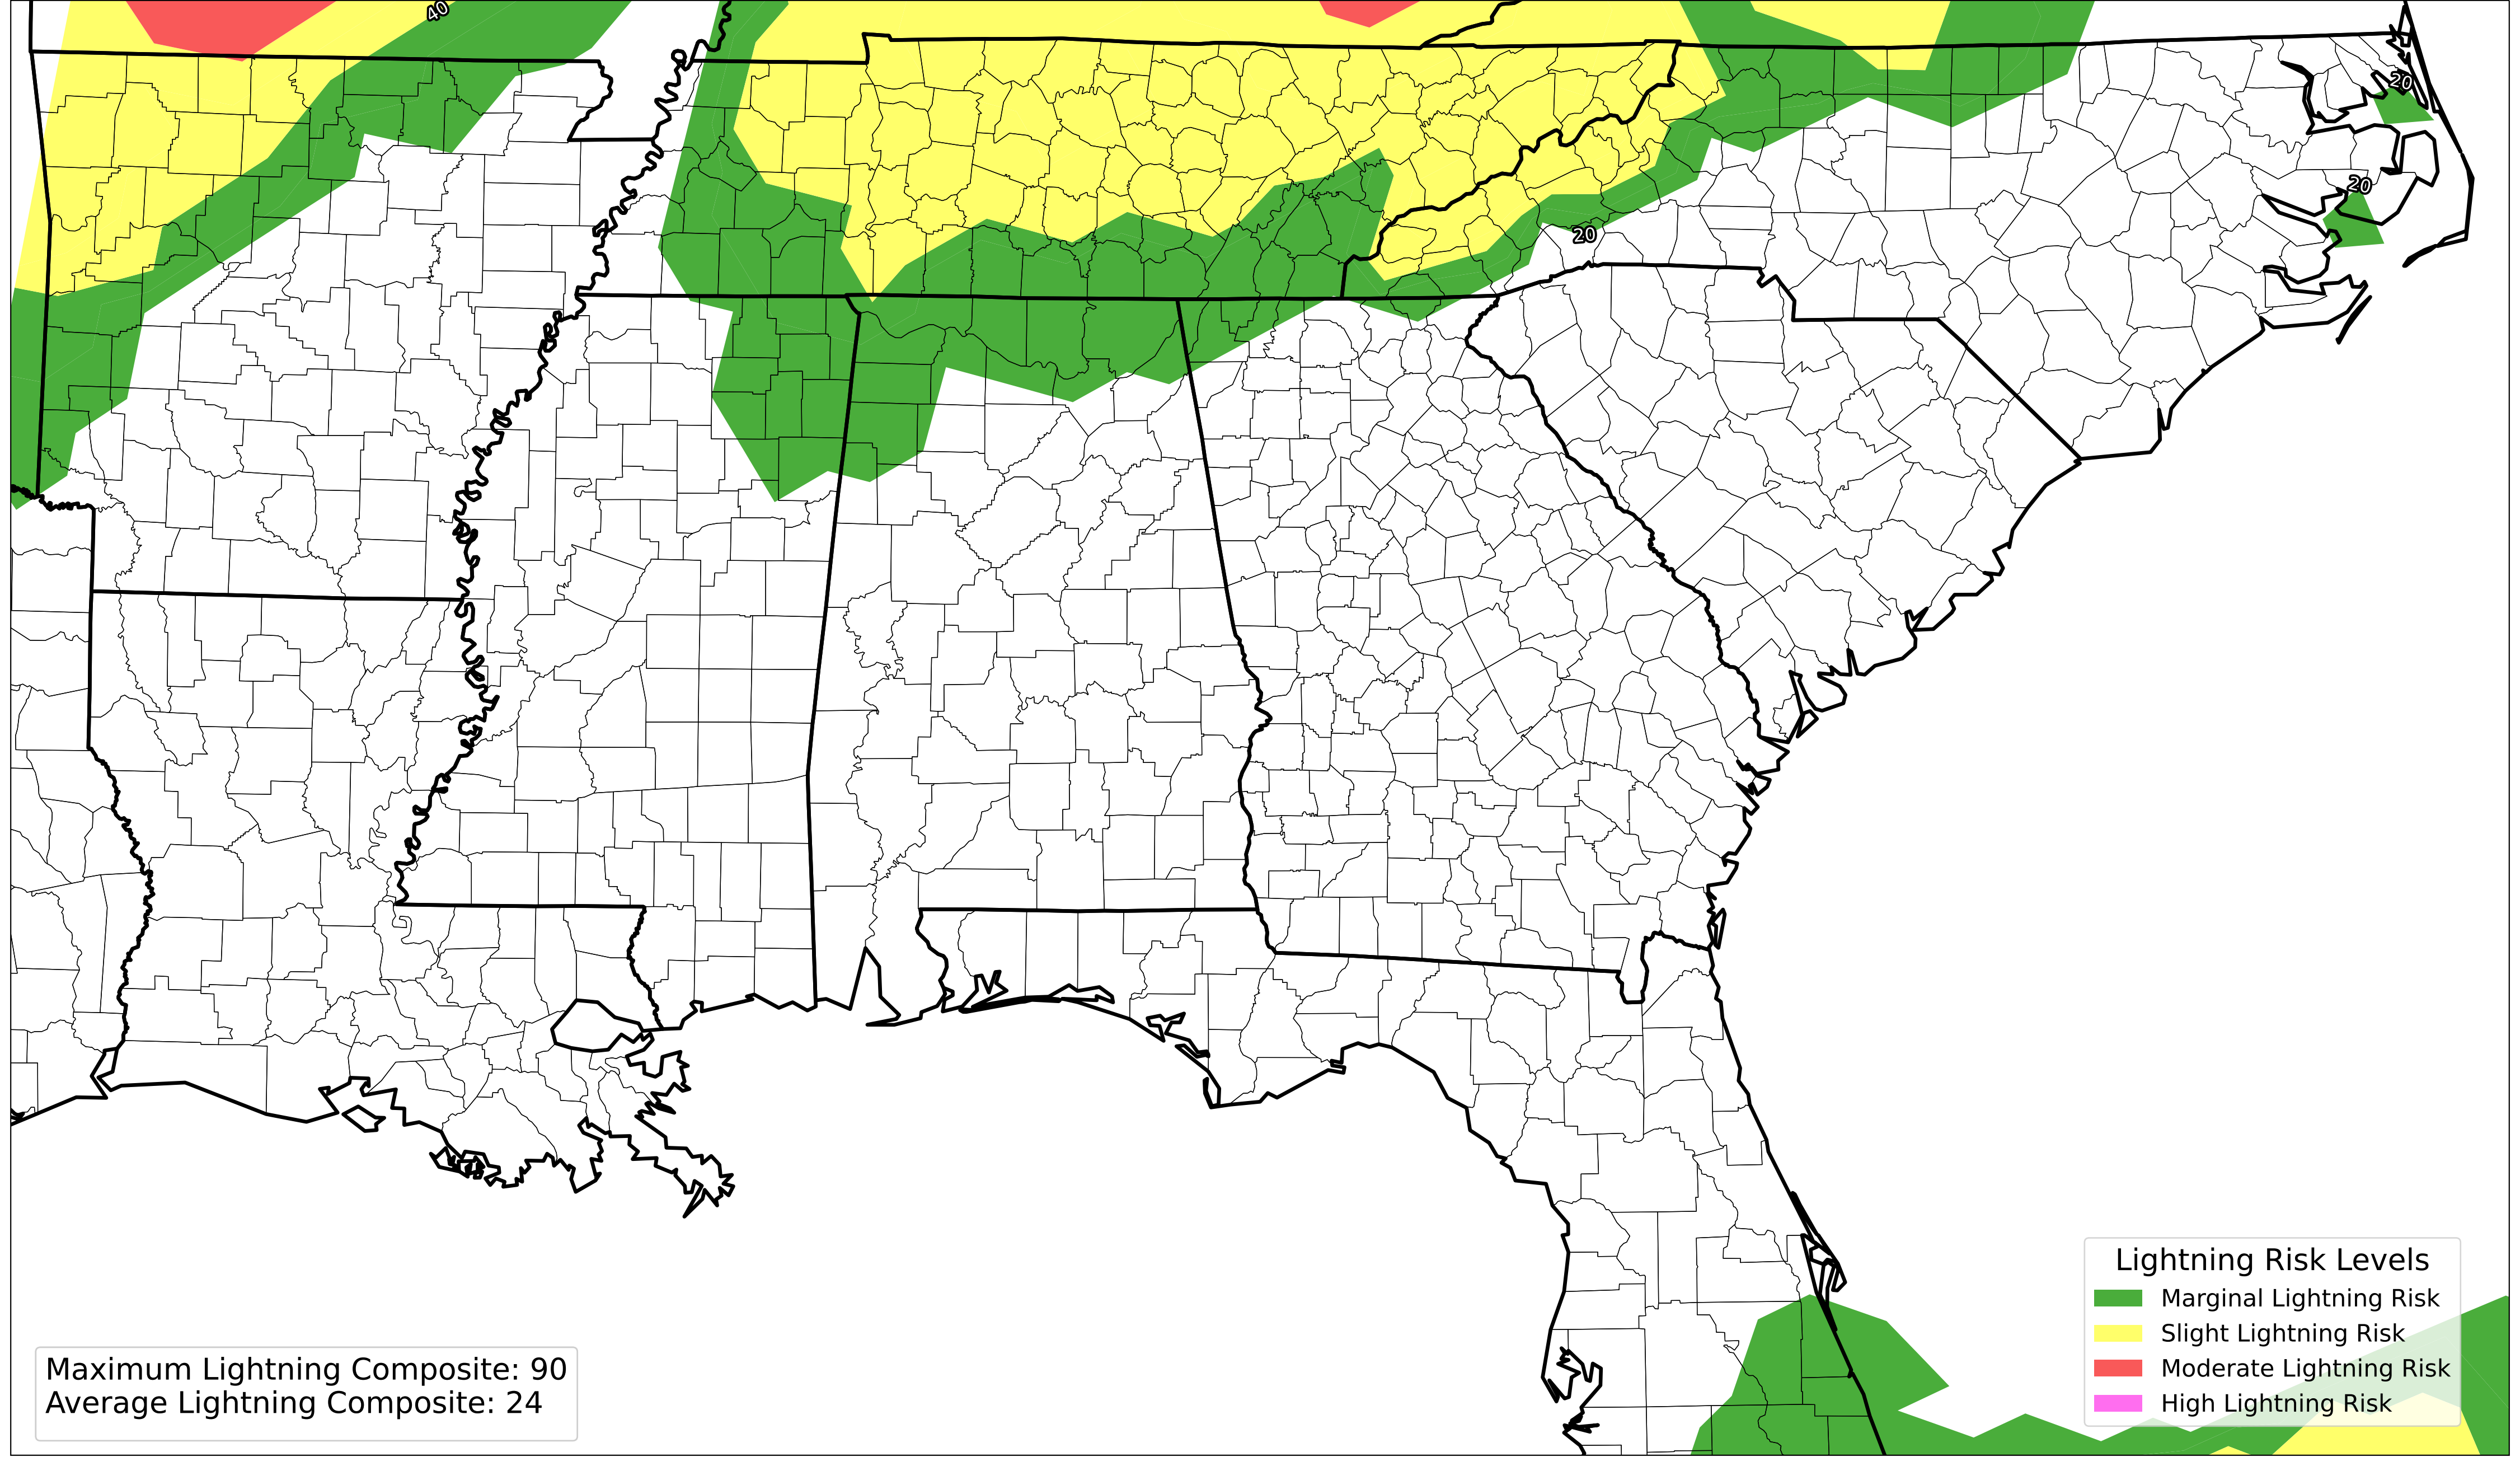 40
20
20
20
Lightning Risk Levels
Marginal Lightning Risk
Slight Lightning Risk
Moderate Lightning Risk
High Lightning Risk
Maximum Lightning Composite: 90
Average Lightning Composite: 24